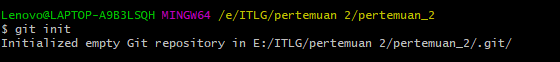 Lenovo@LAPTOP-A9B3LSQH MINGW64 /e/ITLG/pertemuan 2/pertemuan_2
$ git init
Initialized empty Git repository in E:/ITLG/pertemuan 2/pertemuan_2/.git/